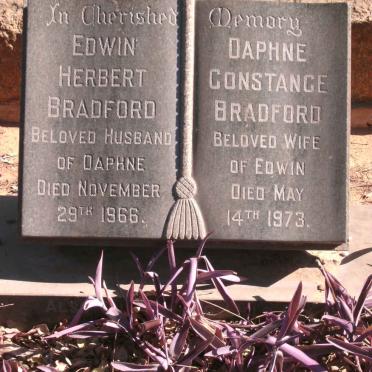 In Cherished Memory
EDWIN
HERBERT
BRADFORD
BELOVED HUSBAND
OF DAPHNE
DIED NOVEMBER
29TH 1966.
DAPHNE
CONSTANCE
BRADFORD
BELOVED WIFE
OF EDWIN
DIED MAY
14TH 1973.